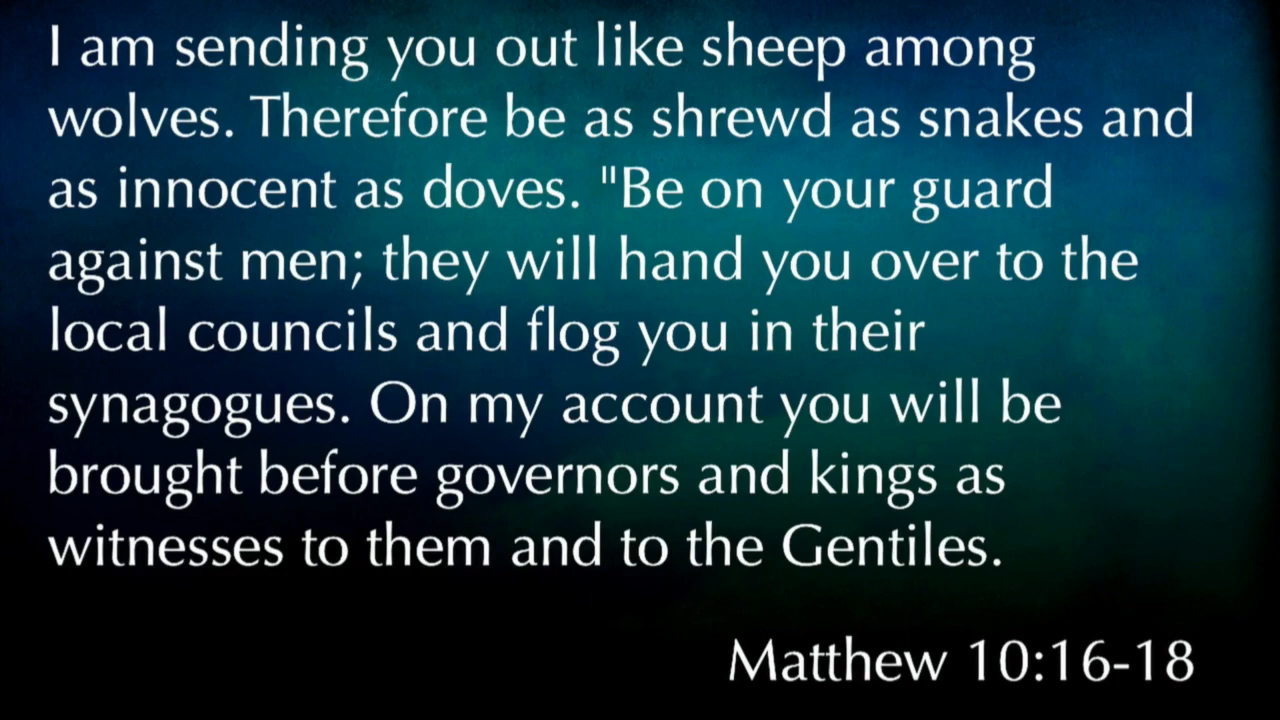 I am sending you out like sheep among
wolves. Therefore be as shrewd as snakes and
as innocent as doves. "Be on your guard
against men; they will hand you over to the
local councils and flog you in their
synagogues. On my account you will be
brought before governors and kings as
witnesses to them and to the Gentiles.
Matthew 10:16-18